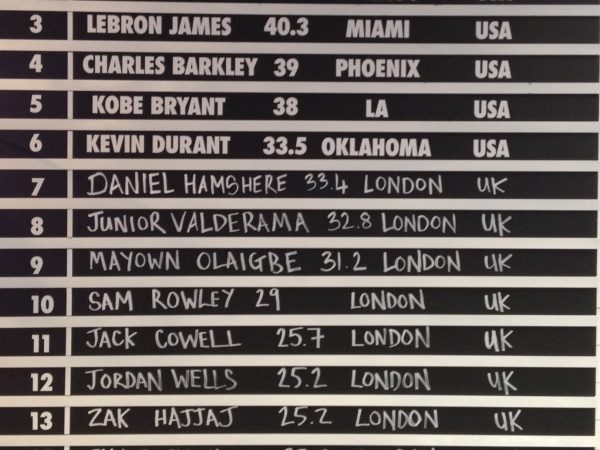 3 LEBRON JAMES 40.3 MIAMI USA
4 CHARLES BARKLEY 39 PHOENIX USA
5 KOBE BRYANT 38 LA USA
6 KEVIN DURANT 33.5 OKLAHOMA USA
7 DANIEL HAMSHERE 33.4 LONDON UK
8 JUNIOR VALDERAMA 32.8 LONDON UK
9 MAYOWN OLAIGBE 31.2 LONDON UK
10 SAM ROWLEY 29 LONDON UK
11 JACK COWELL 25.7 LONDON UK
12 JORDAN WELLS 25.2 LONDON UK
13 ZAK HAJJAJ 25.2 LONDON UK